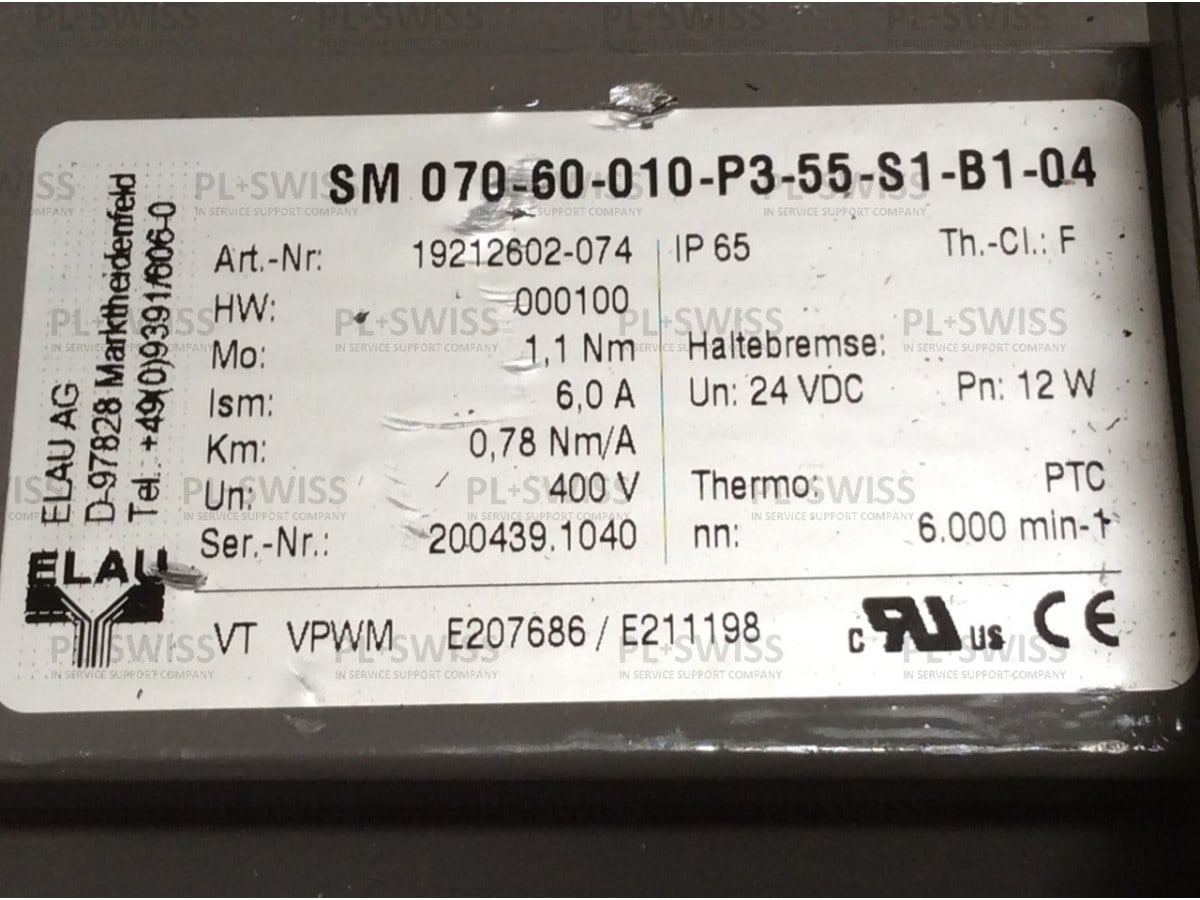 SM 070-60-010-P3-55-S1-B1-04
Art.-Nr: 19212602-074 IP 65 Th.-Cl.: F
HW: 000100
Mo: 1,1 Nm Haltebremse:
Ism: 6,0 A Un: 24 VDC Pn: 12 W
Km: 0,78 Nm/A
Un: 400 V Thermo: PTC
Ser.-Nr.: 200439.1040 nn: 6.000 min-1
VT VPWM E207686 / E211198 c US CE
ELAU AG
D-97828 Marktheidenfeld
Tel.: +49(0)9391/606-0
ELAU
PL+SWISS
IN SERVICE SUPPORT COMPANY